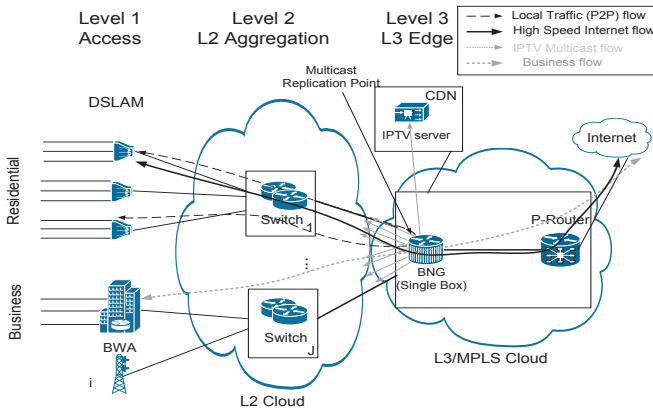 Level 1
Access
Level 2
L2 Aggregation
Level 3
L3 Edge
Local Traffic (P2P) flow
High Speed Internet flow
IPTV Multicast flow
Business flow
Multicast
Replication Point
DSLAM
CDN
IPTV server
Internet
Residential
Switch 1
P-Router
BNG
(Single Box)
...
Business
Switch J
BWA
i
L2 Cloud
L3/MPLS Cloud